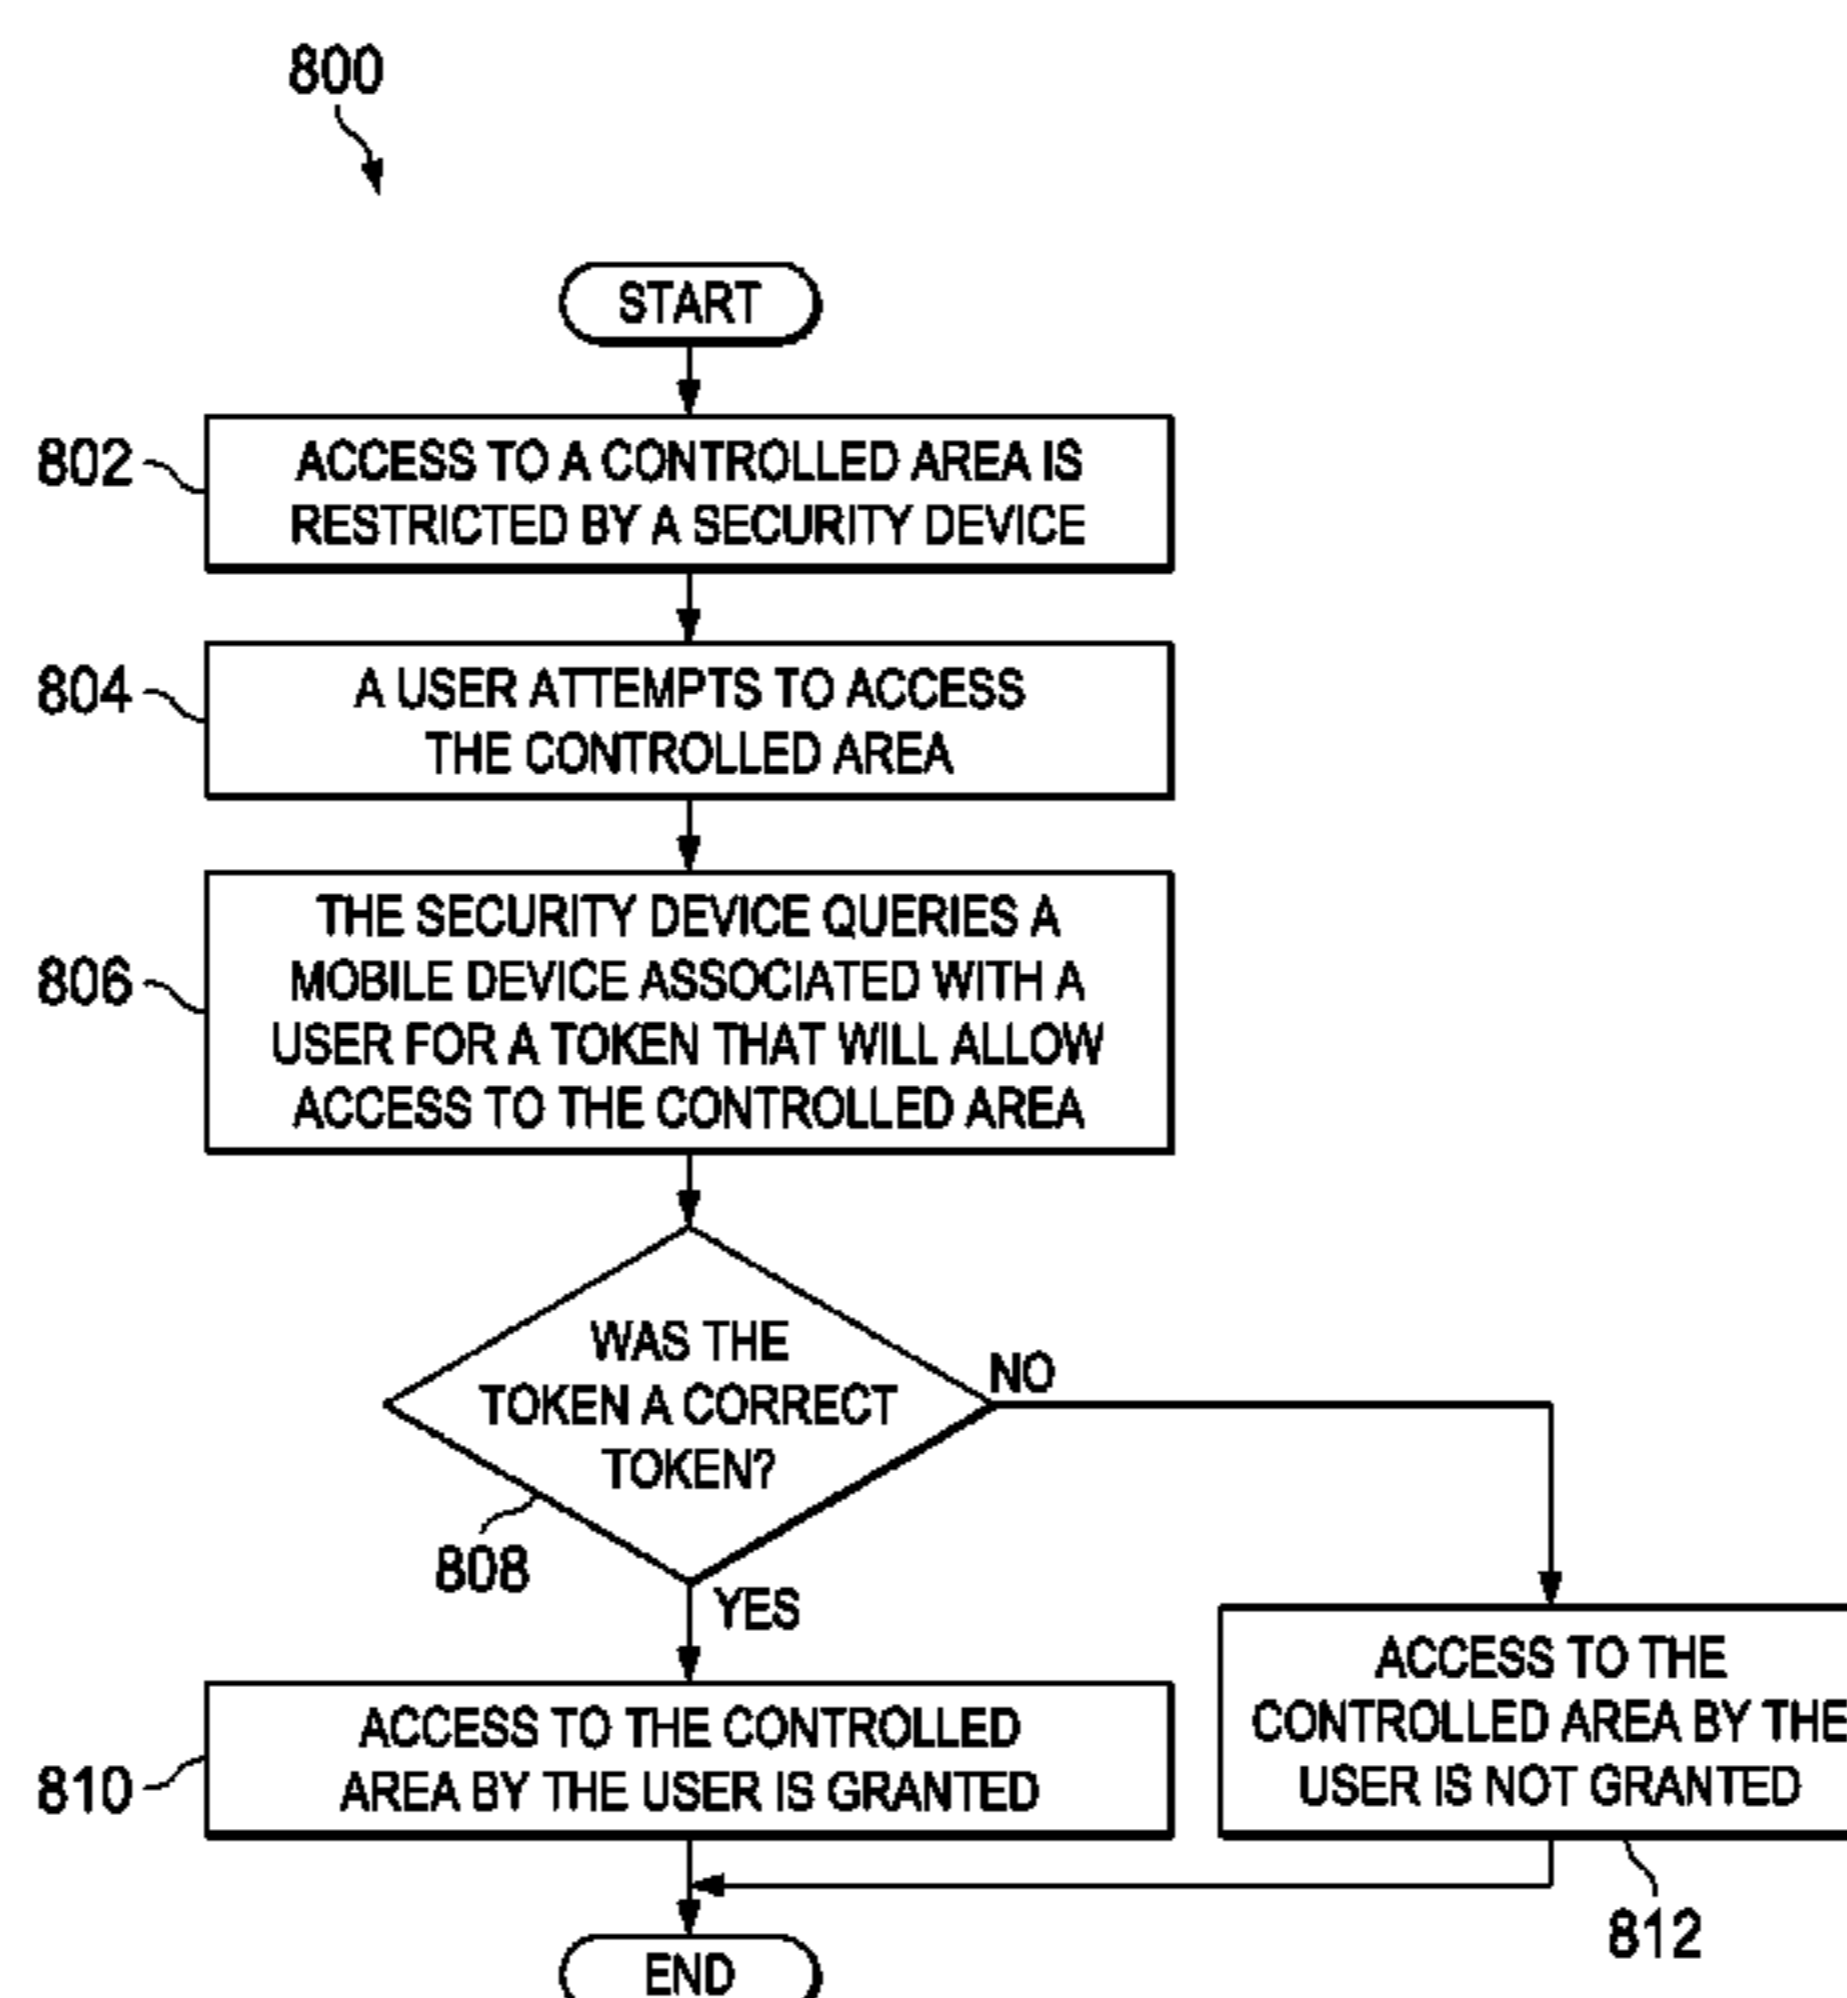 800
START
802
ACCESS TO A CONTROLLED AREA IS
RESTRICTED BY A SECURITY DEVICE
804
A USER ATTEMPTS TO ACCESS
THE CONTROLLED AREA
806
THE SECURITY DEVICE QUERIES A
MOBILE DEVICE ASSOCIATED WITH A
USER FOR A TOKEN THAT WILL ALLOW
ACCESS TO THE CONTROLLED AREA
WAS THE
TOKEN A CORRECT
TOKEN?
NO
808
YES
810
ACCESS TO THE CONTROLLED
AREA BY THE USER IS GRANTED
ACCESS TO THE
CONTROLLED AREA BY THE
USER IS NOT GRANTED
812
END